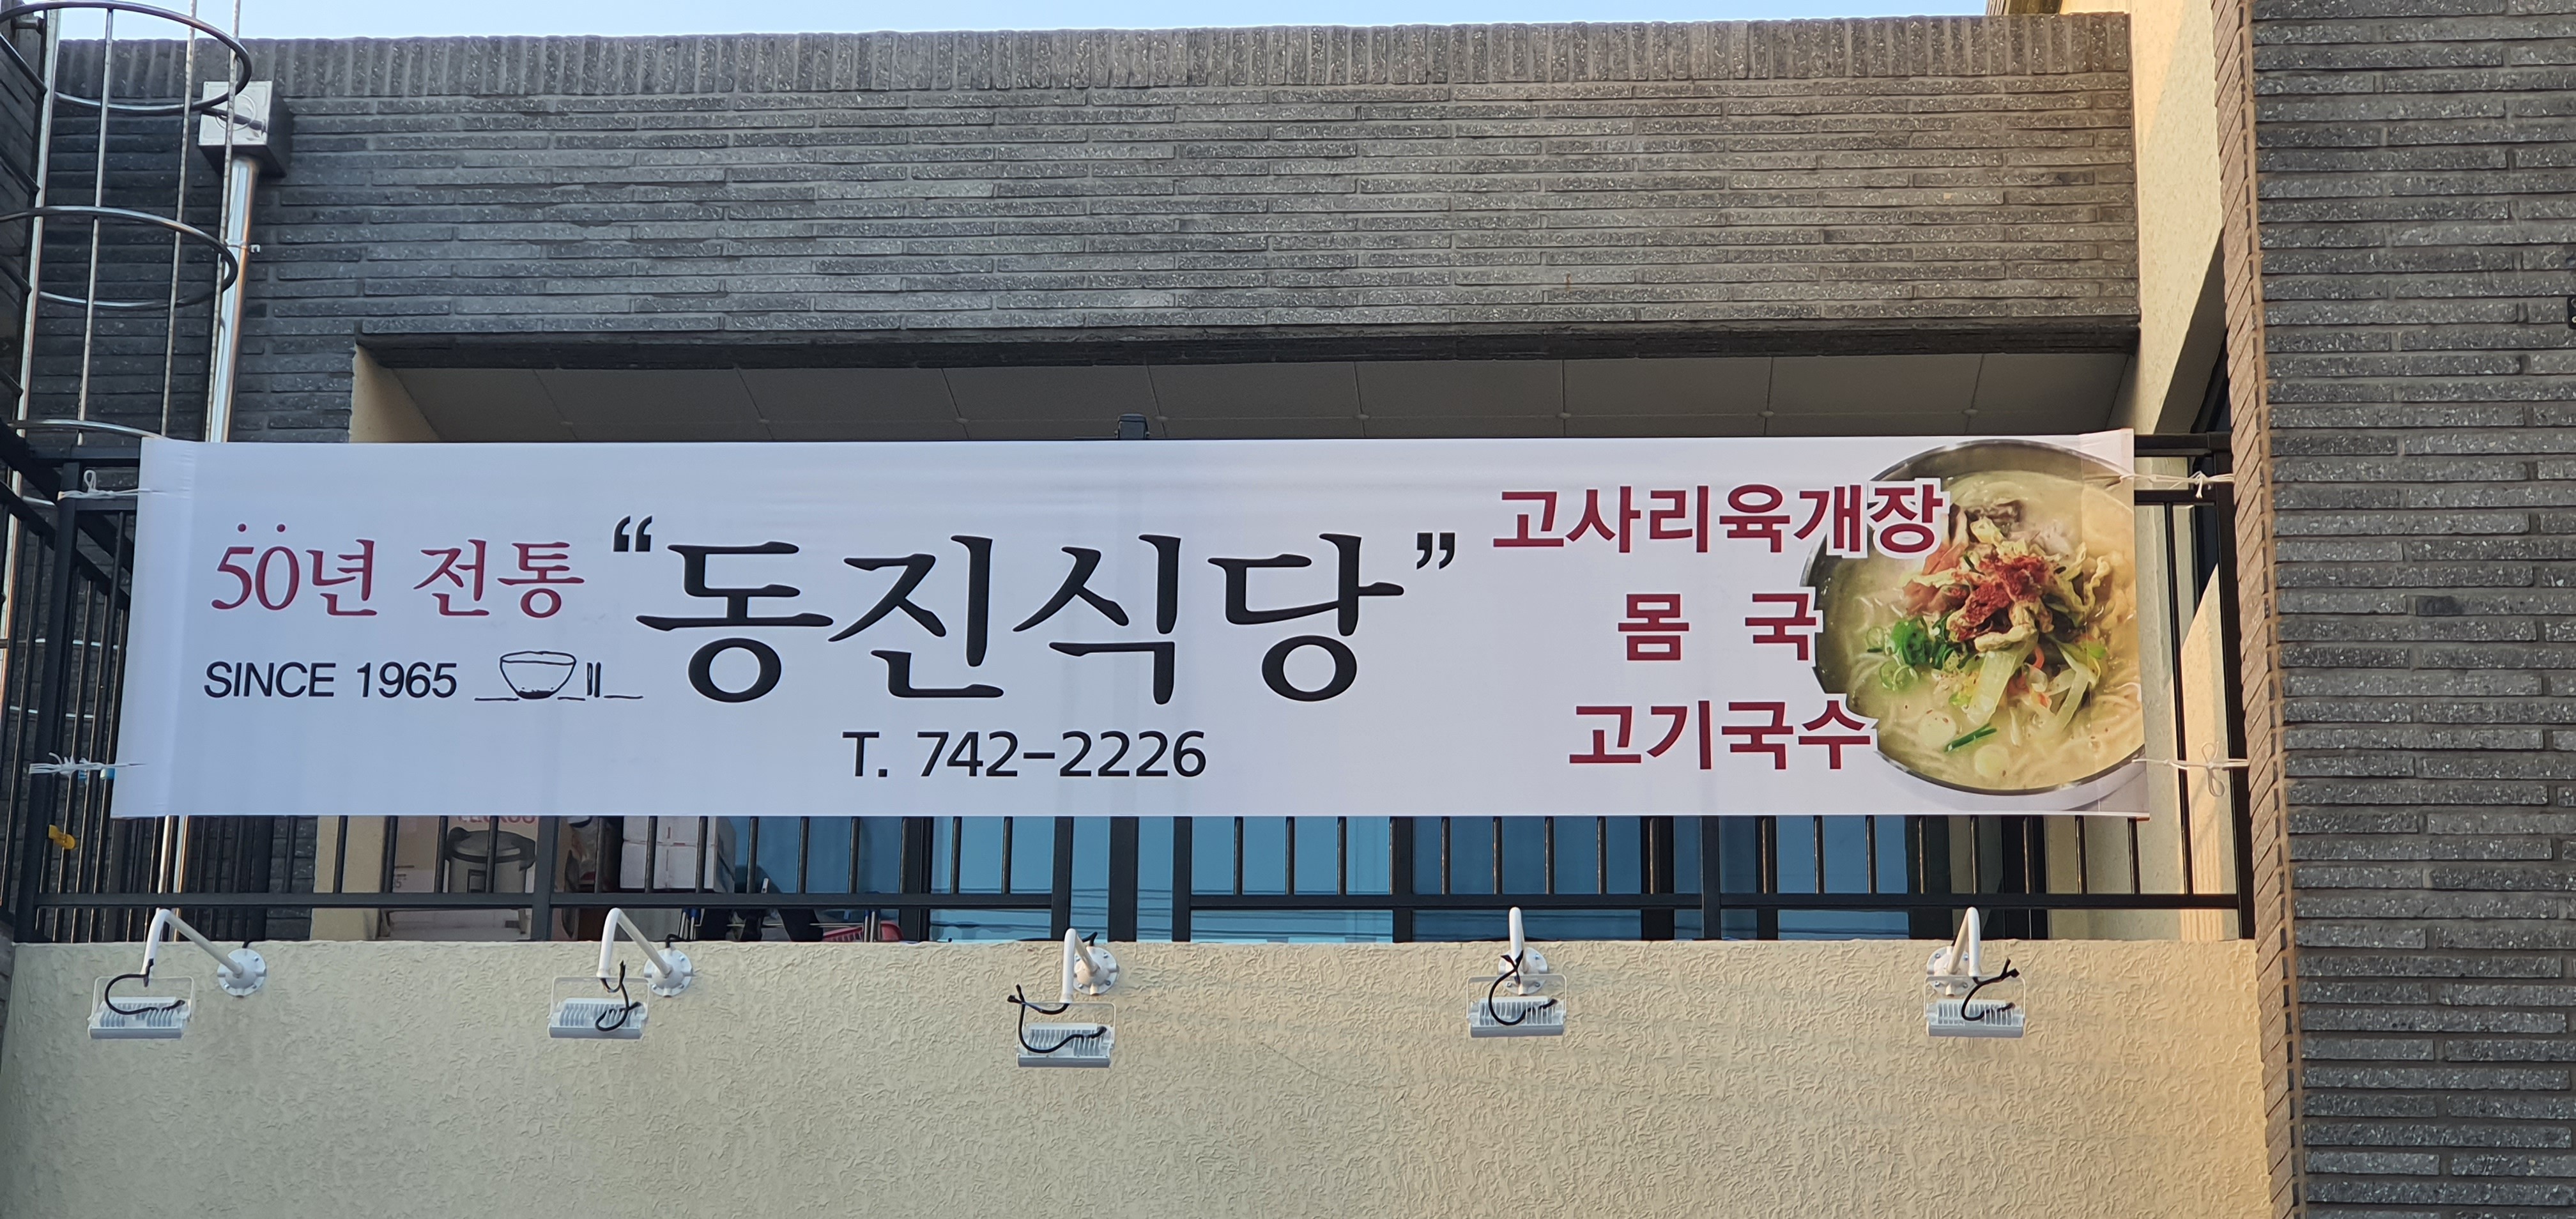 50년 전통
SINCE 1965
“동진식당”
T. 742-2226
고사리육개장
몸 국
고기국수